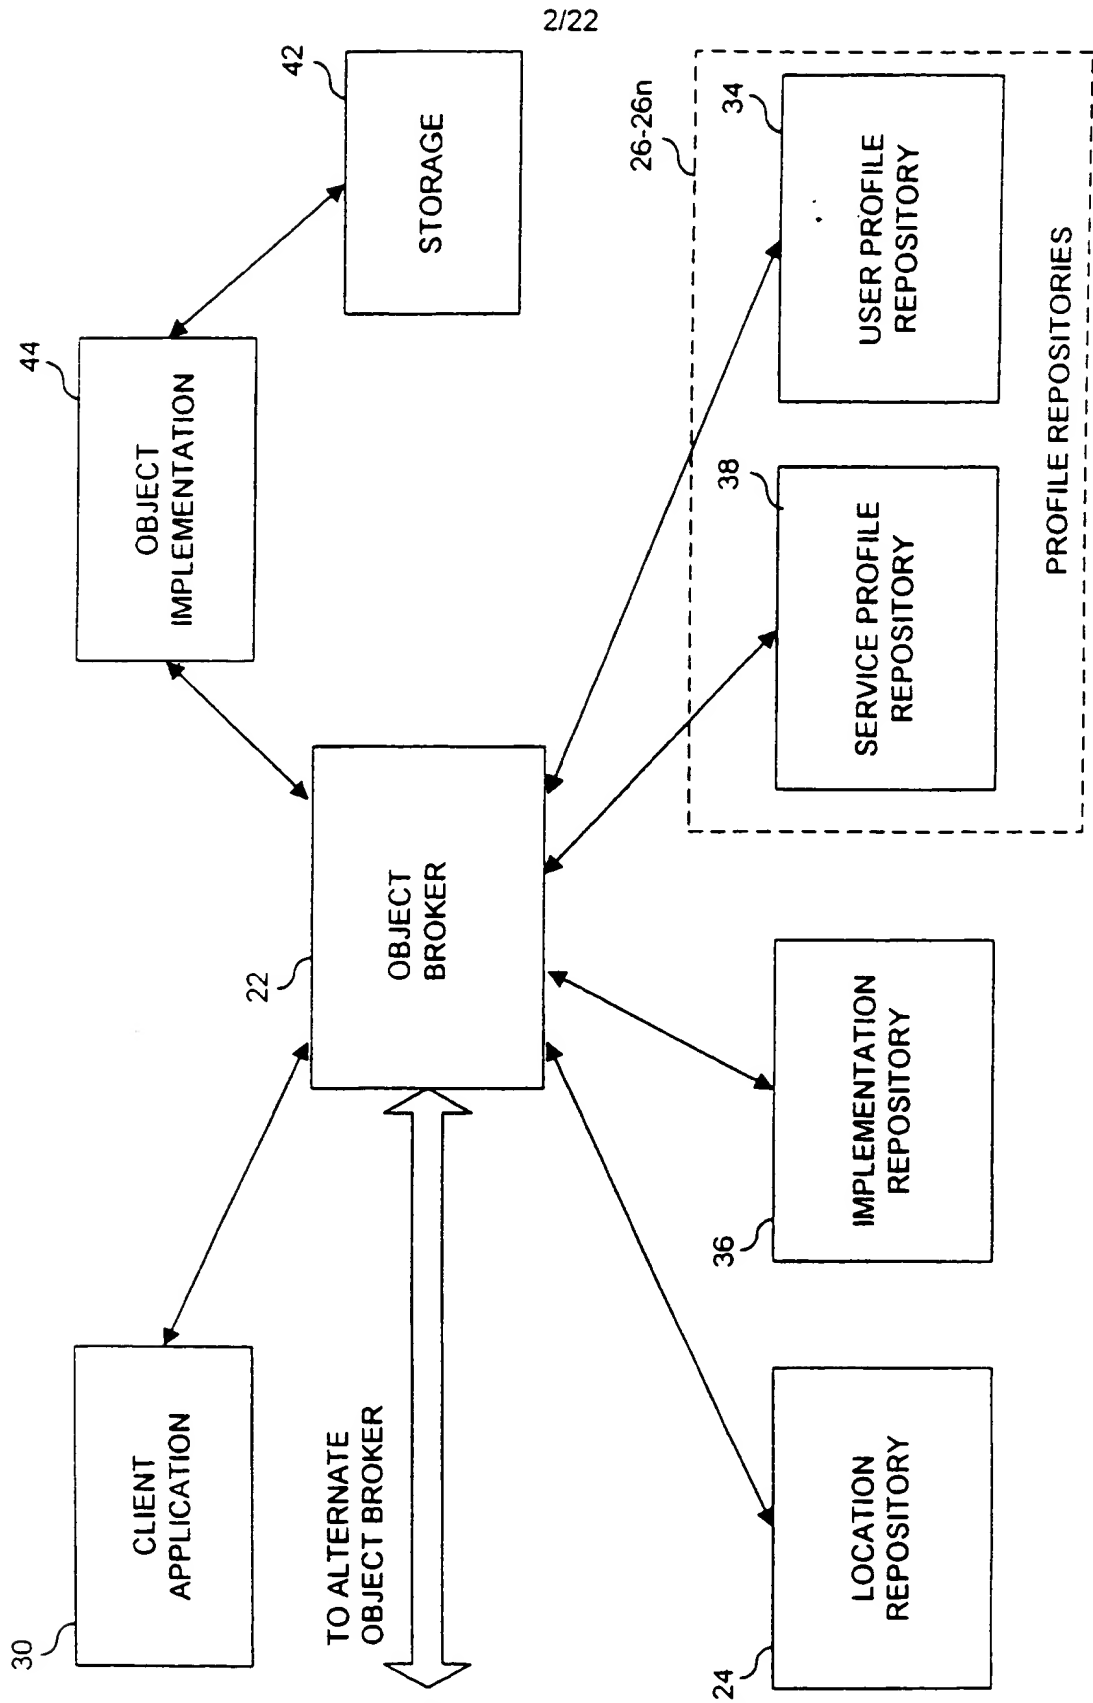 2/22
30
CLIENT
APPLICATION
44
OBJECT
IMPLEMENTATION
42
STORAGE
TO ALTERNATE
OBJECT BROKER
22
OBJECT
BROKER
26-26n
24
LOCATION
REPOSITORY
36
IMPLEMENTATION
REPOSITORY
38
SERVICE PROFILE
REPOSITORY
34
USER PROFILE
REPOSITORY
PROFILE REPOSITORIES